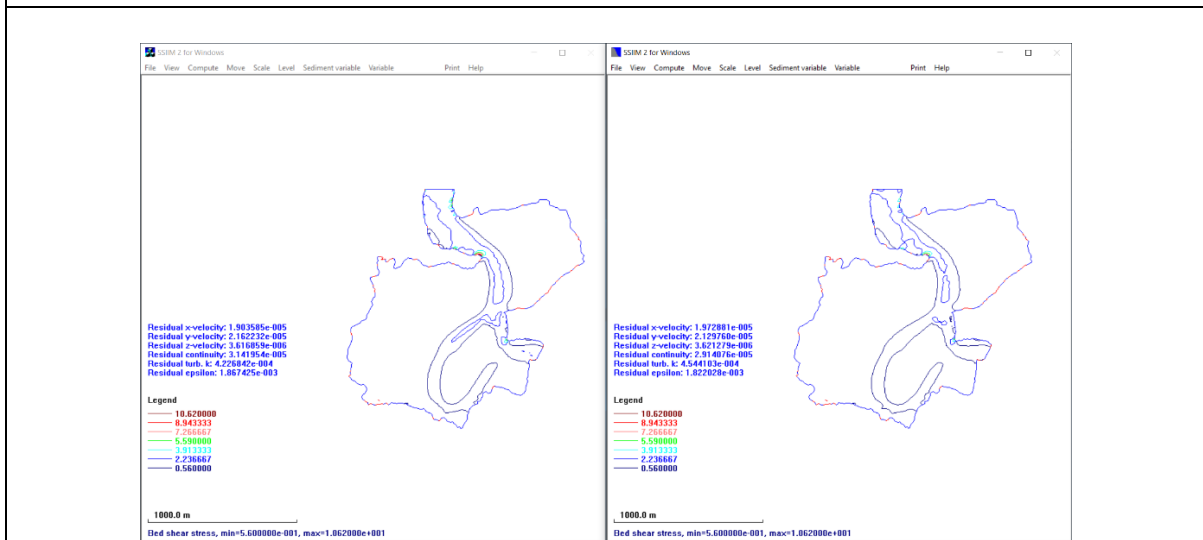 SSIIM 2 for Windows
File View Compute Move Scale Level Sediment variable Variable Print Help
Residual x-velocity: 1.903585e-005
Residual y-velocity: 2.162232e-005
Residual z-velocity: 3.616859e-006
Residual continuity: 3.141954e-005
Residual turb. k: 4.226842e-004
Residual epsilon: 1.867425e-003
Legend
10.620000
8.943333
7.266667
5.590000
3.913333
2.236667
0.560000
1000.0 m
Bed shear stress, min=5.600000e-001, max=1.062000e+001
SSIIM 2 for Windows
File View Compute Move Scale Level Sediment variable Variable Print Help
Residual x-velocity: 1.972881e-005
Residual y-velocity: 2.129760e-005
Residual z-velocity: 3.621279e-006
Residual continuity: 2.914076e-005
Residual turb. k: 4.544103e-004
Residual epsilon: 1.822028e-003
Legend
10.620000
8.943333
7.266667
5.590000
3.913333
2.236667
0.560000
1000.0 m
Bed shear stress, min=5.600000e-001, max=1.062000e+001